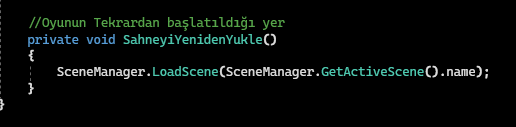 //Oyunun Tekrardan başlatıldığı yer
private void SahneyiYenidenYukle()
{
SceneManager.LoadScene(SceneManager.GetActiveScene().name);
}
}